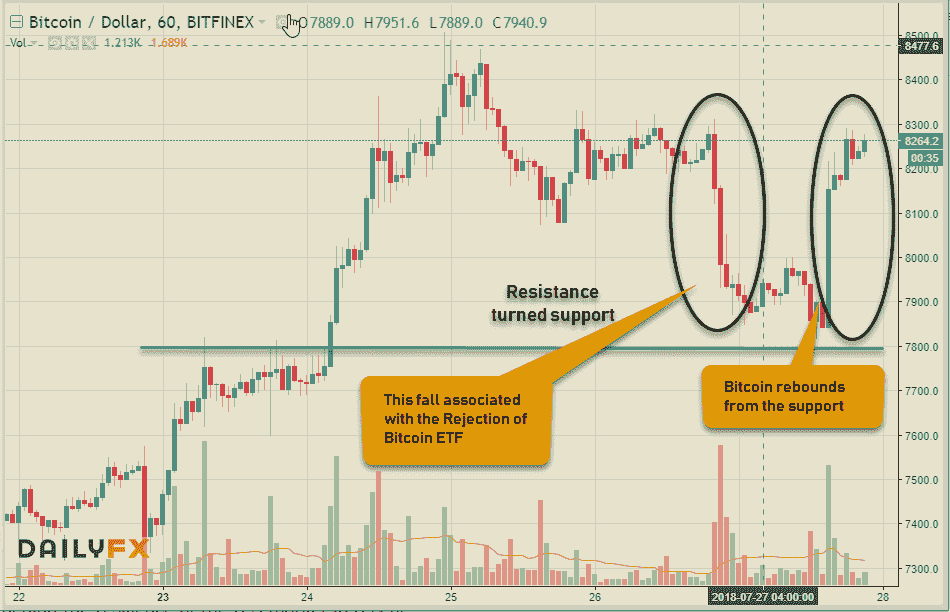 Bitcoin / Dollar, 60, BITFINEX O7889.0 H7951.6 L7889.0 C7940.9
Vol 1.213K 1.689K
8500.0
8477.6
8400.0
8300.0
8264.2
00:35
8200.0
8100.0
8000.0
7900.0
7800.0
7700.0
7600.0
7500.0
7400.0
7300.0
Resistance
turned support
This fall associated
with the Rejection of
Bitcoin ETF
Bitcoin rebounds
from the support
DAILYFX
22 23 24 25 26 2018-07-27 04:00:00 28